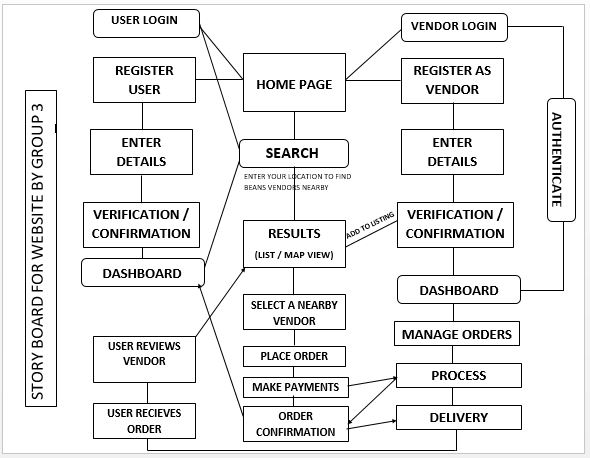 STORY BOARD FOR WEBSITE BY GROUP 3
USER LOGIN
REGISTER
USER
ENTER
DETAILS
VERIFICATION /
CONFIRMATION
DASHBOARD
USER REVIEWS
VENDOR
USER RECIEVES
ORDER
HOME PAGE
SEARCH
ENTER YOUR LOCATION TO FIND
BEANS VENDORS NEARBY
RESULTS
(LIST / MAP VIEW)
SELECT A NEARBY
VENDOR
PLACE ORDER
MAKE PAYMENTS
ORDER
CONFIRMATION
ADD TO LISTING
VENDOR LOGIN
REGISTER AS
VENDOR
ENTER
DETAILS
VERIFICATION /
CONFIRMATION
DASHBOARD
MANAGE ORDERS
PROCESS
DELIVERY
AUTHENTICATE